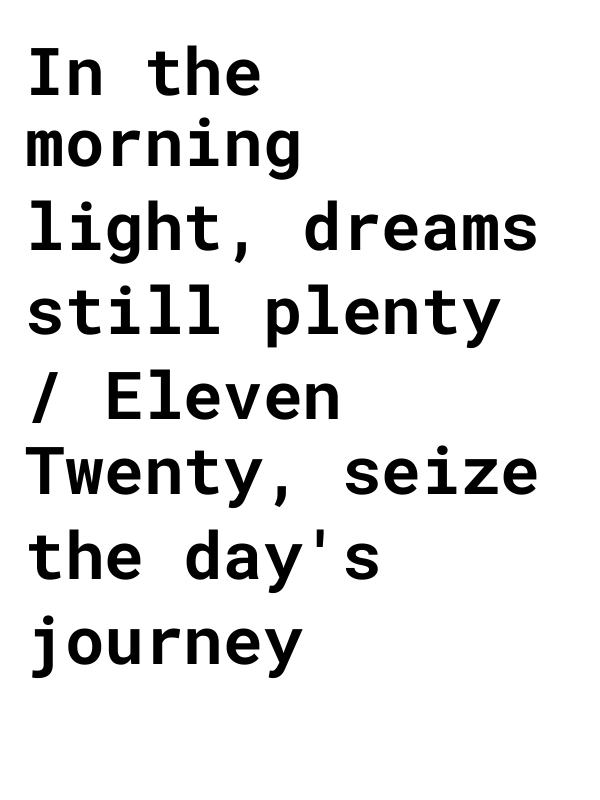 In the
morning
light, dreams
still plenty
/ Eleven
Twenty, seize
the day's
journey